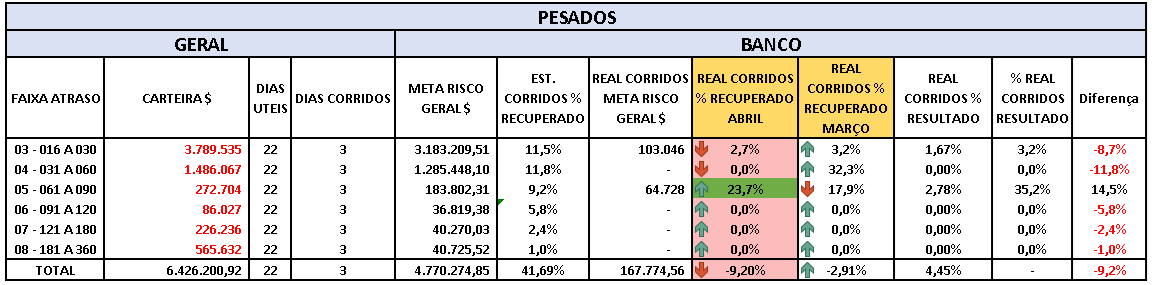 PESADOS
GERAL BANCO
FAIXA ATRASO CARTEIRA $ DIAS UTEIS DIAS CORRIDOS META RISCO GERAL $ EST. CORRIDOS % RECUPERADO REAL CORRIDOS META RISCO GERAL $ REAL CORRIDOS % RECUPERADO ABRIL REAL CORRIDOS % RECUPERADO MARÇO REAL CORRIDOS % RESULTADO % REAL CORRIDOS RESULTADO Diferença
03 - 016 A 030 3.789.535 22 3 3.183.209,51 11,5% 103.046 2,7% 3,2% 1,67% 3,2% -8,7%
04 - 031 A 060 1.486.067 22 3 1.285.448,10 11,8% - 0,0% 32,3% 0,00% 0,0% -11,8%
05 - 061 A 090 272.704 22 3 183.802,31 9,2% 64.728 23,7% 17,9% 2,78% 35,2% 14,5%
06 - 091 A 120 86.027 22 3 36.819,38 5,8% - 0,0% 0,0% 0,00% 0,0% -5,8%
07 - 121 A 180 226.236 22 3 40.270,03 2,4% - 0,0% 0,0% 0,00% 0,0% -2,4%
08 - 181 A 360 565.632 22 3 40.725,52 1,0% - 0,0% 0,0% 0,00% 0,0% -1,0%
TOTAL 6.426.200,92 22 3 4.770.274,85 41,69% 167.774,56 -9,20% -2,91% 4,45% - -9,2%